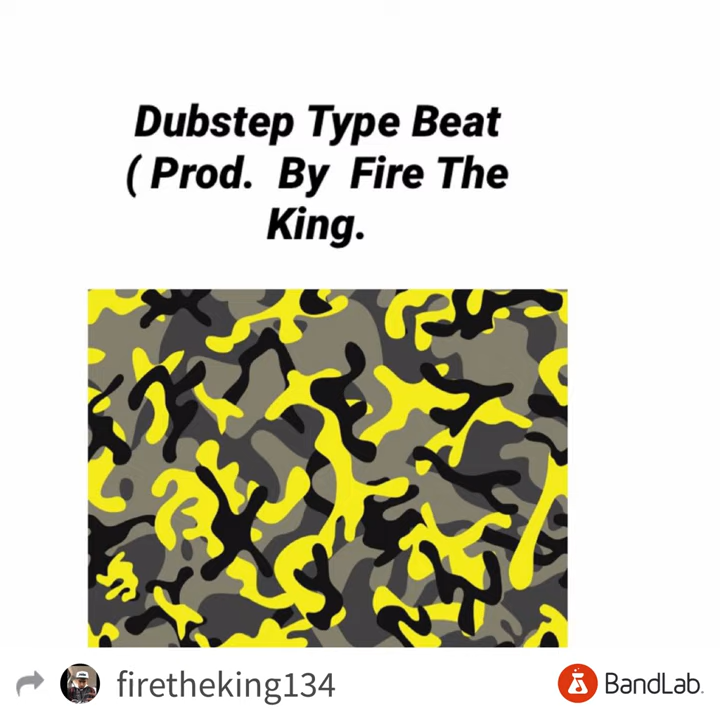 Dubstep Type Beat
( Prod. By Fire The
King.
firetheking134
BandLab.